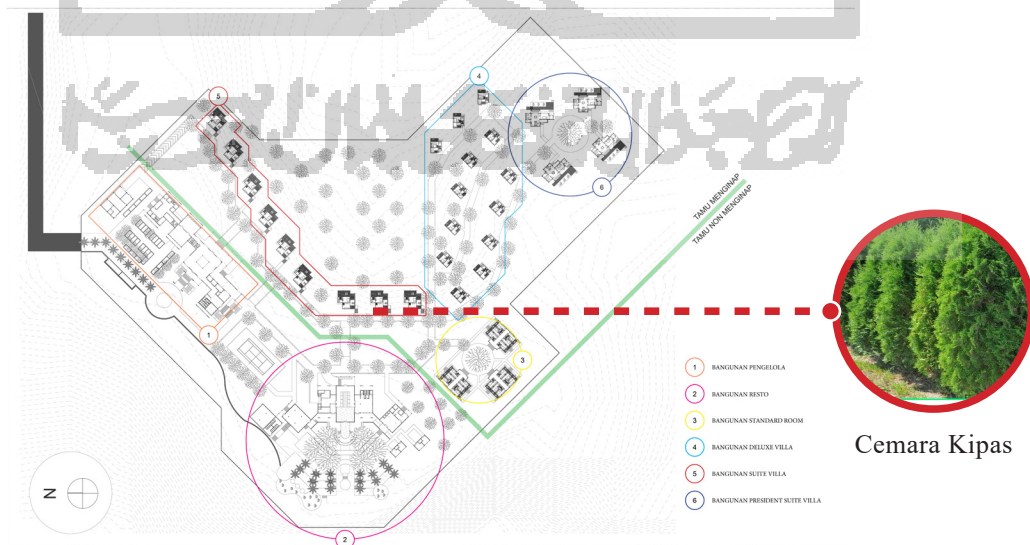 5
4
6
TAMU MENGINAP
TAMU NON MENGINAP
1
3
2
N
1 BANGUNAN PENGELOLA
2 BANGUNAN RESTO
3 BANGUNAN STANDARD ROOM
4 BANGUNAN DELUXE VILLA
5 BANGUNAN SUITE VILLA
6 BANGUNAN PRESIDENT SUITE VILLA
Cemara Kipas